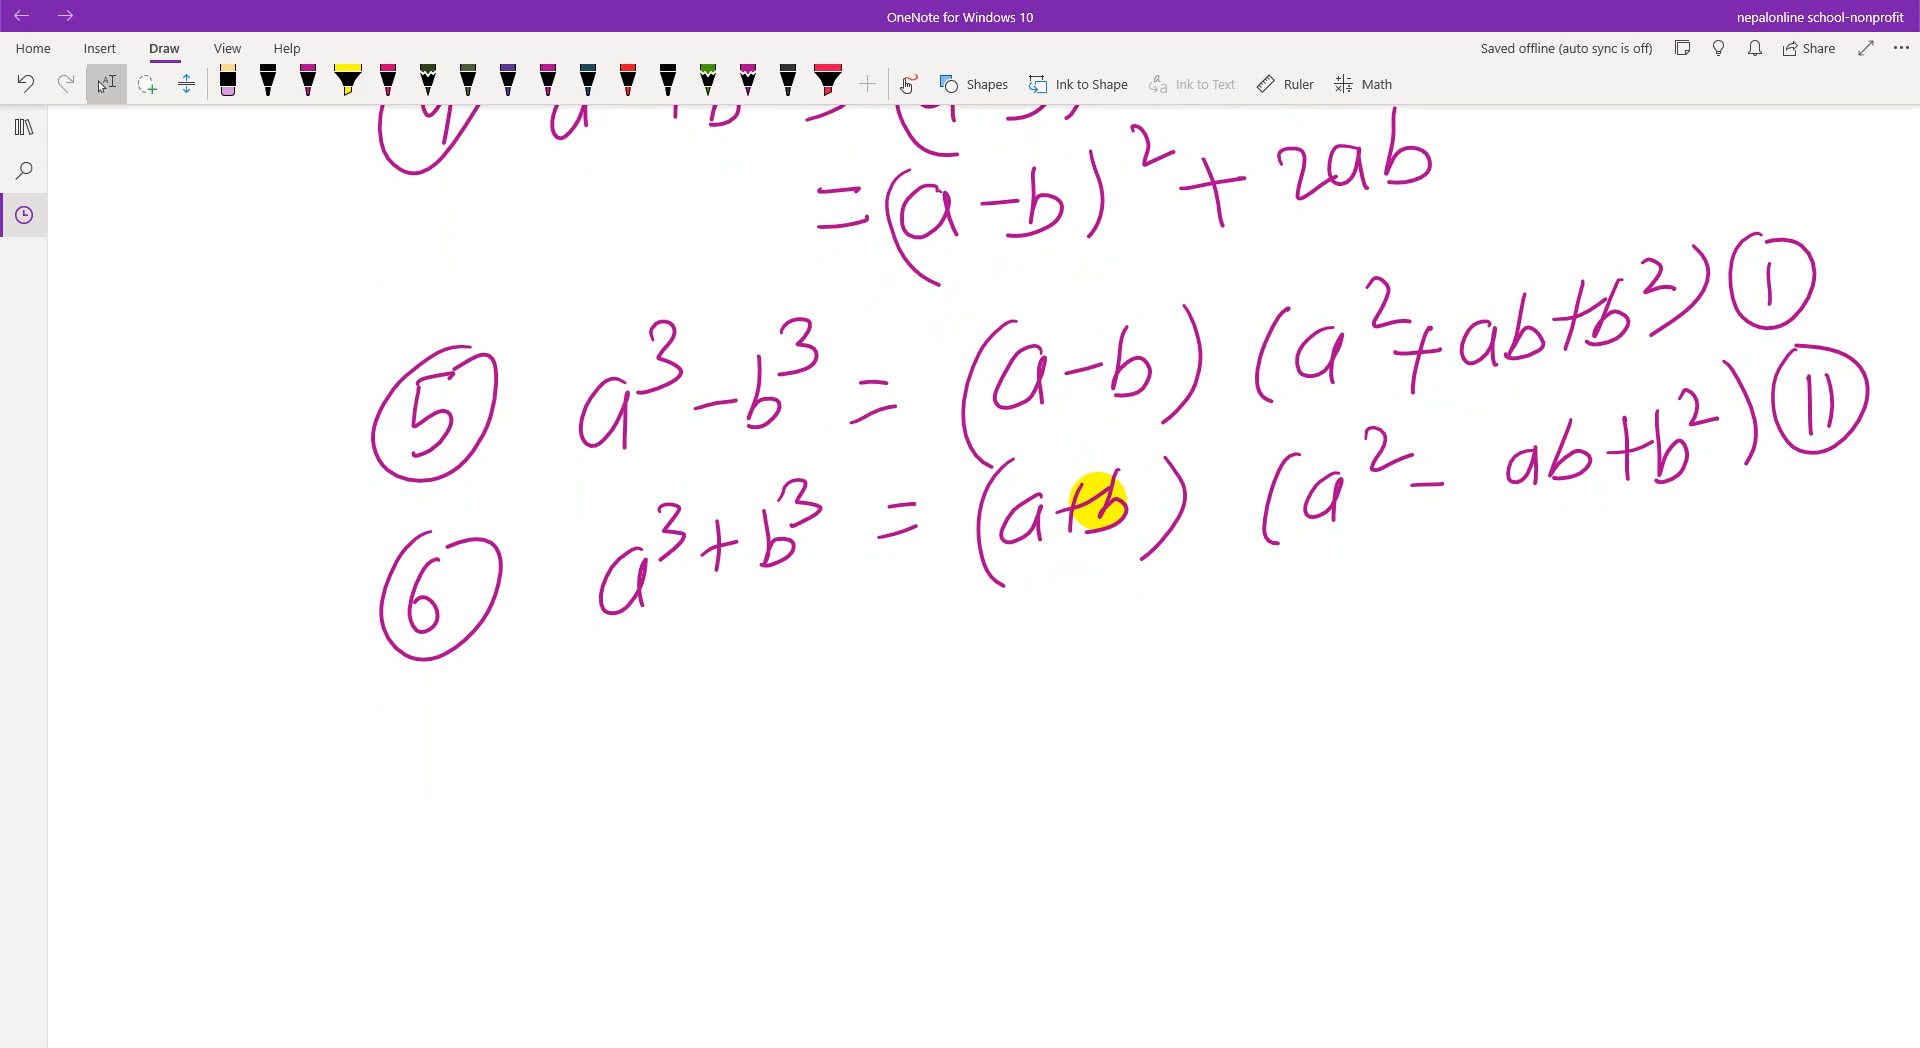 OneNote for Windows 10
nepalonline school-nonprofit
Home Insert Draw View Help
Saved offline (auto sync is off) Share
Shapes Ink to Shape Ink to Text Ruler Math
= (a-b)² + 2ab
⑤ a³-b³ = (a-b) (a²+ab+b²) Ⓘ
⑥ a³+b³ = (a+b) (a²- ab+b²) (II)